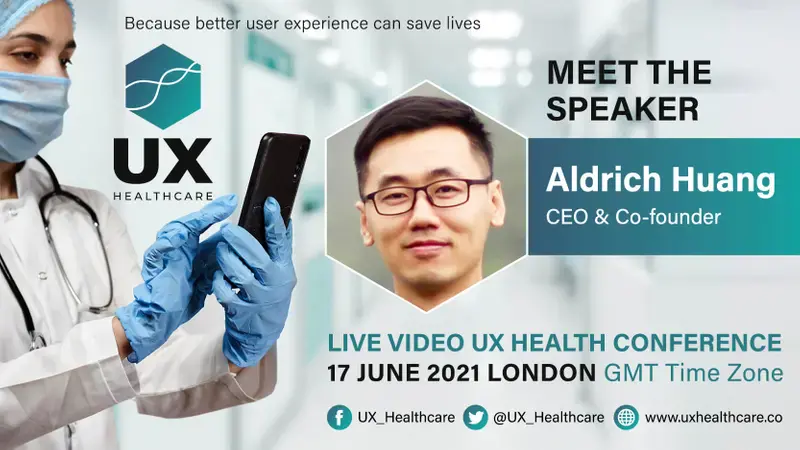 Because better user experience can save lives
UX
HEALTHCARE
MEET THE
SPEAKER
Aldrich Huang
CEO & Co-founder
LIVE VIDEO UX HEALTH CONFERENCE
17 JUNE 2021 LONDON GMT Time Zone
UX_Healthcare @UX_Healthcare www.uxhealthcare.co